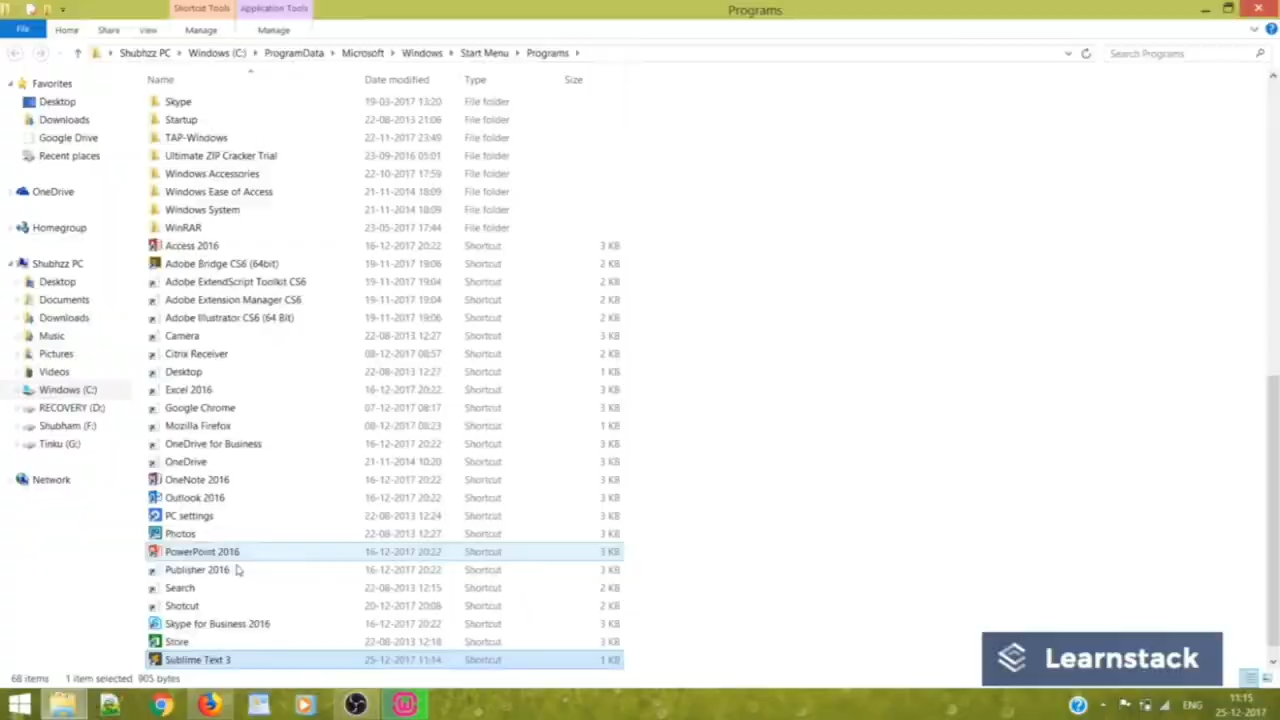 Shortcut Tools Application Tools Programs
File Home Share View Manage Manage
Shubhzz PC Windows (C:) ProgramData Microsoft Windows Start Menu Programs Search Programs
Name Date modified Type Size
Favorites
Desktop
Downloads
Google Drive
Recent places
OneDrive
Homegroup
Shubhzz PC
Desktop
Documents
Downloads
Music
Pictures
Videos
Windows (C:)
RECOVERY (D:)
Shubham (F:)
Tinku (G:)
Network
Skype 19-03-2017 13:20 File folder
Startup 22-08-2013 21:06 File folder
TAP-Windows 22-11-2017 23:49 File folder
Ultimate ZIP Cracker Trial 23-09-2016 05:01 File folder
Windows Accessories 22-10-2017 17:59 File folder
Windows Ease of Access 21-11-2014 18:09 File folder
Windows System 21-11-2014 18:09 File folder
WinRAR 23-05-2017 17:44 File folder
Access 2016 16-12-2017 20:22 Shortcut 3 KB
Adobe Bridge CS6 (64bit) 19-11-2017 19:06 Shortcut 2 KB
Adobe ExtendScript Toolkit CS6 19-11-2017 19:04 Shortcut 2 KB
Adobe Extension Manager CS6 19-11-2017 19:04 Shortcut 2 KB
Adobe Illustrator CS6 (64 Bit) 19-11-2017 19:06 Shortcut 2 KB
Camera 22-08-2013 12:27 Shortcut 3 KB
Citrix Receiver 08-12-2017 08:57 Shortcut 2 KB
Desktop 22-08-2013 12:27 Shortcut 1 KB
Excel 2016 16-12-2017 20:22 Shortcut 3 KB
Google Chrome 07-12-2017 08:17 Shortcut 3 KB
Mozilla Firefox 08-12-2017 08:23 Shortcut 1 KB
OneDrive for Business 16-12-2017 20:22 Shortcut 3 KB
OneDrive 21-11-2014 10:20 Shortcut 3 KB
OneNote 2016 16-12-2017 20:22 Shortcut 3 KB
Outlook 2016 16-12-2017 20:22 Shortcut 3 KB
PC settings 22-08-2013 12:24 Shortcut 3 KB
Photos 22-08-2013 12:27 Shortcut 3 KB
PowerPoint 2016 16-12-2017 20:22 Shortcut 3 KB
Publisher 2016 16-12-2017 20:22 Shortcut 3 KB
Search 22-08-2013 12:15 Shortcut 2 KB
Shotcut 20-12-2017 20:08 Shortcut 2 KB
Skype for Business 2016 16-12-2017 20:22 Shortcut 3 KB
Store 22-08-2013 12:18 Shortcut 3 KB
Sublime Text 3 25-12-2017 11:14 Shortcut 1 KB
Learnstack
68 items 1 item selected 905 bytes
ENG 11:15
25-12-2017